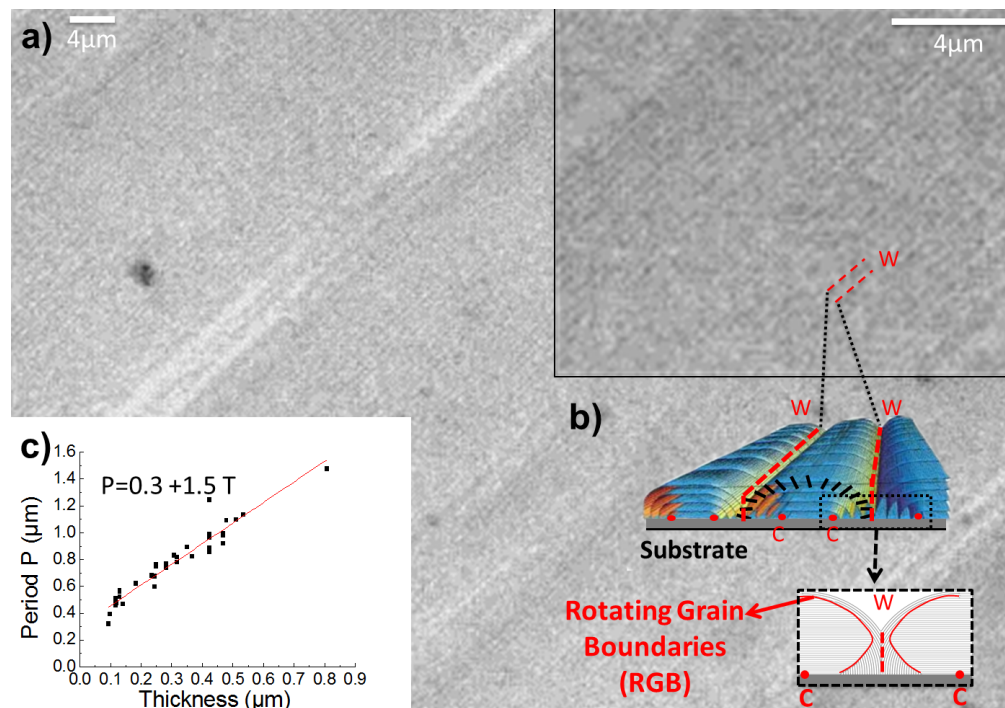 a)
4μm
4μm
W
b)
W
W
C
C
Substrate
W
Rotating Grain
Boundaries
(RGB)
C
C
c)
P=0.3 +1.5 T
Period P (μm)
1.6
1.4
1.2
1.0
0.8
0.6
0.4
0.2
0.0
0.0 0.1 0.2 0.3 0.4 0.5 0.6 0.7 0.8 0.9
Thickness (μm)